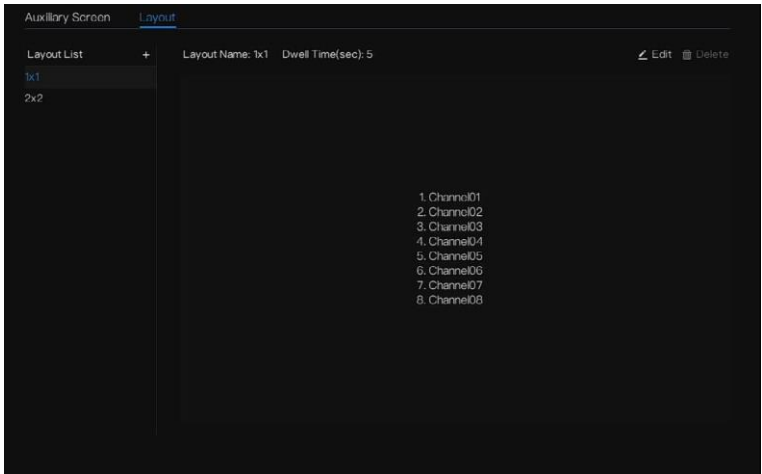 Auxiliary Screen Layout
Layout List +
Layout Name: 1x1 Dwell Time(sec): 5
Edit Delete
1x1
2x2
1. Channel01
2. Channel02
3. Channel03
4. Channel04
5. Channel05
6. Channel06
7. Channel07
8. Channel08